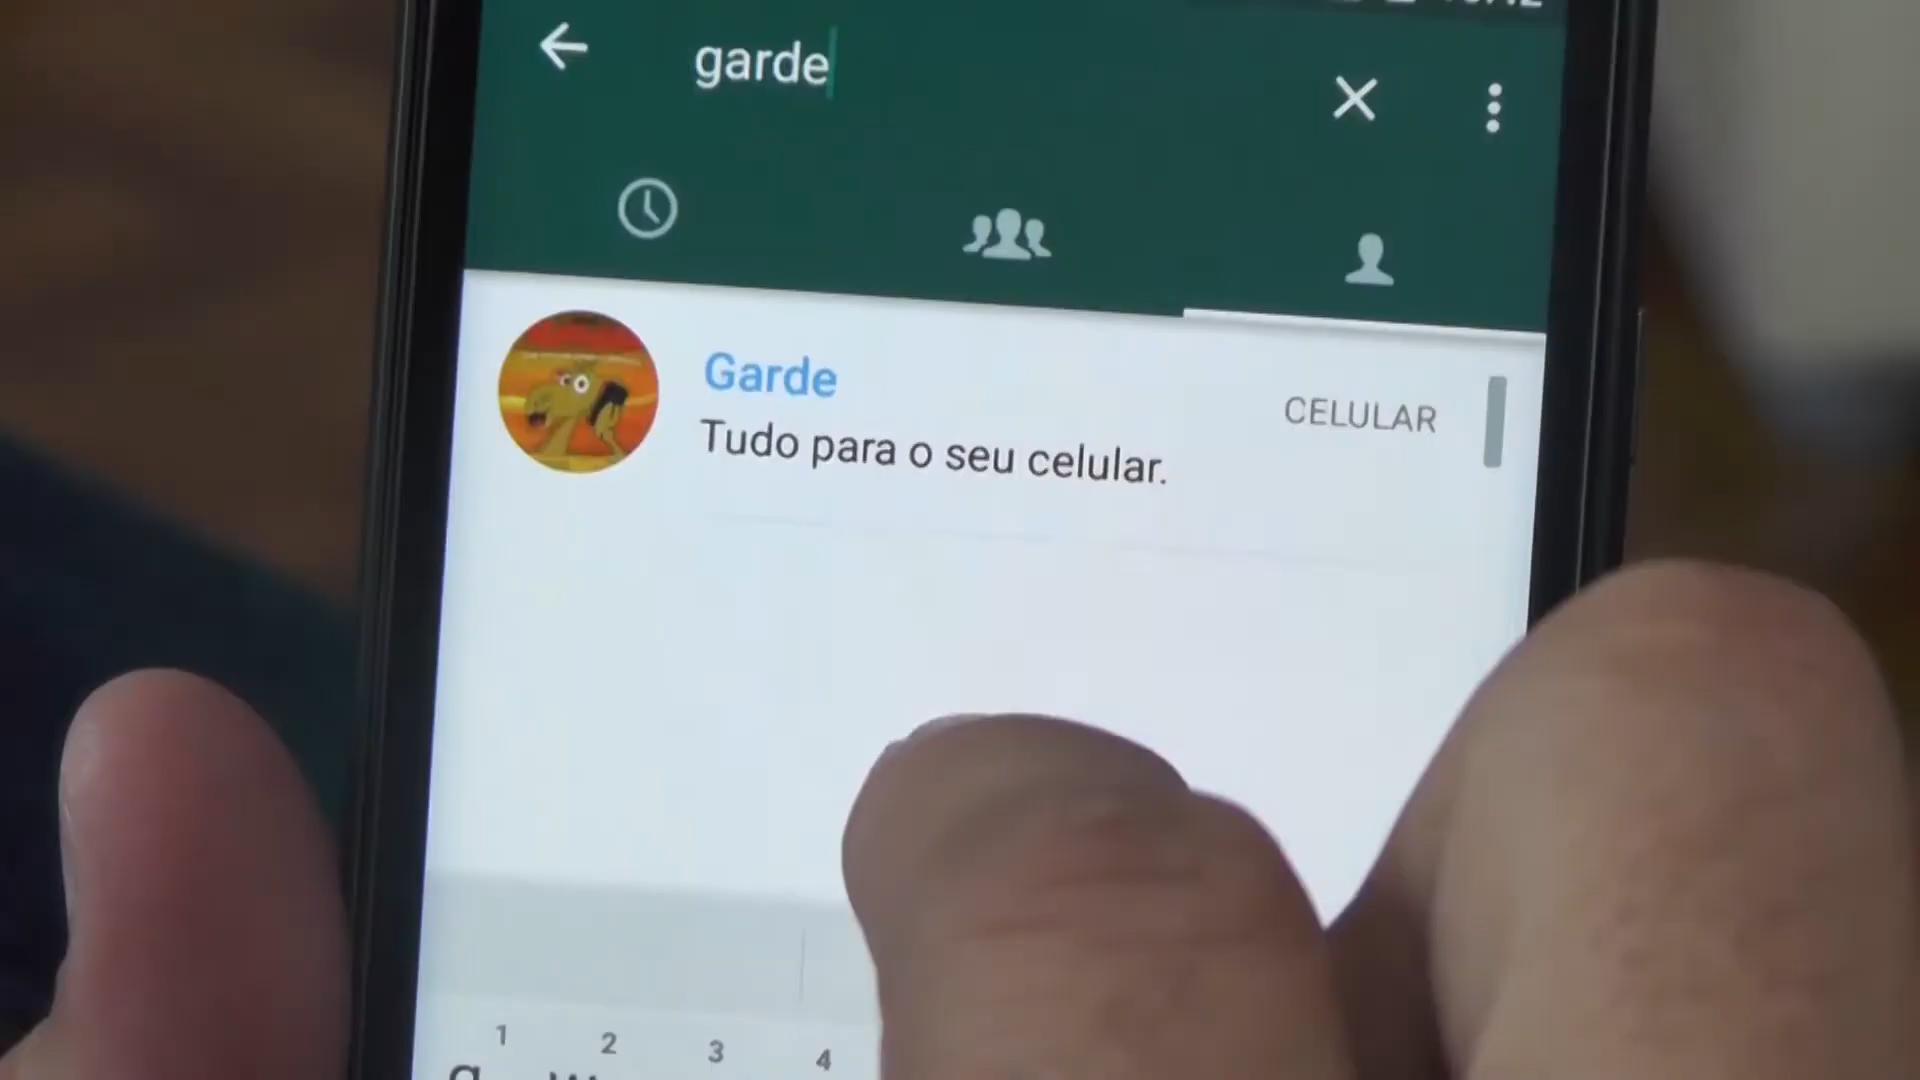 garde
Garde
CELULAR
Tudo para o seu celular.
1 2 3 4